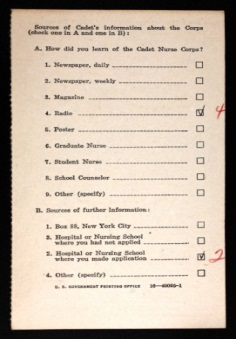 Sources of Cadet's information about the Corps
(check one in A and one in B):
A. How did you learn of the Cadet Nurse Corps?
1. Newspaper, daily
2. Newspaper, weekly
3. Magazine
4. Radio ✓ 4
5. Poster
6. Graduate Nurse
7. Student Nurse
8. School Counselor
9. Other (specify)
B. Sources of further information:
1. Box 88, New York City
3. Hospital or Nursing School
where you had not applied
2. Hospital or Nursing School
where you made application ✓ 2
4. Other (specify)
U. S. GOVERNMENT PRINTING OFFICE